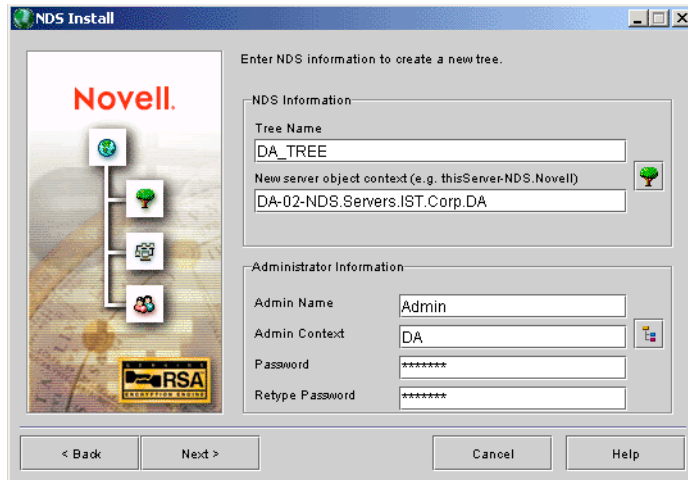 NDS Install
Enter NDS information to create a new tree.
Novell.
NDS Information
Tree Name
DA_TREE
New server object context (e.g. thisServer-NDS.Novell)
DA-02-NDS.Servers.IST.Corp.DA
Administrator Information
Admin Name
Admin
Admin Context
DA
Password
*******
Retype Password
*******
GENUINE
RSA
ENCRYPTION ENGINE
< Back
Next >
Cancel
Help